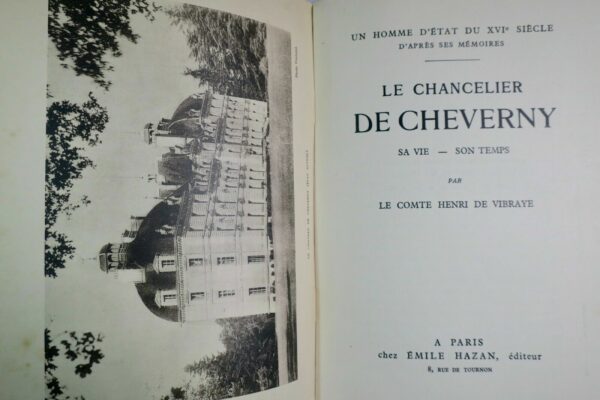 UN HOMME D'ÉTAT DU XVIe SIÈCLE
D'APRÈS SES MÉMOIRES
LE CHANCELIER
DE CHEVERNY
SA VIE — SON TEMPS
PAR
LE COMTE HENRI DE VIBRAYE
A PARIS
chez ÉMILE HAZAN, éditeur
8, RUE DE TOURNON